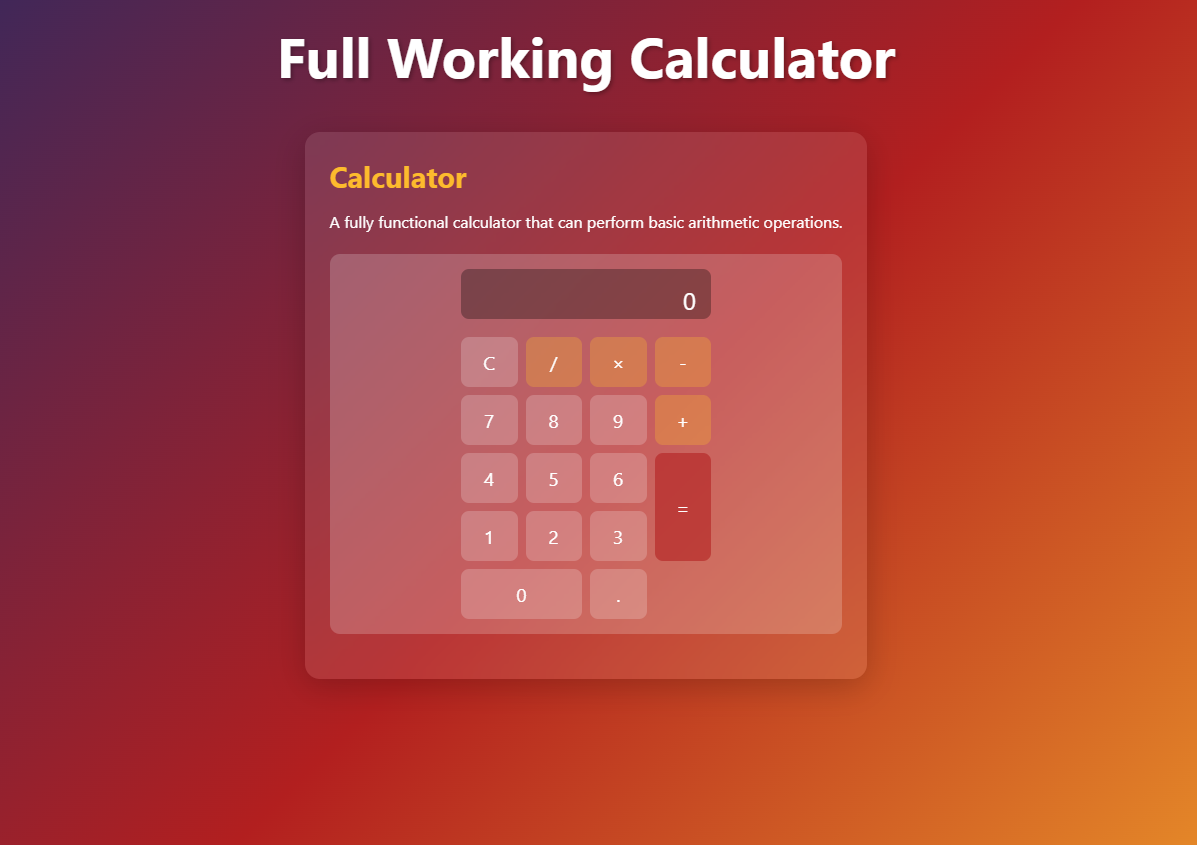 Full Working Calculator
Calculator
A fully functional calculator that can perform basic arithmetic operations.
0
C / × -
7 8 9 +
4 5 6
=
1 2 3
0 .